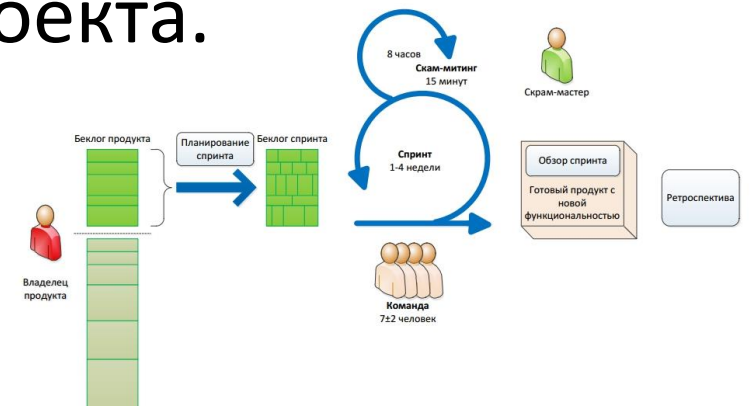 оекта.
8 часов
Скам-митинг
15 минут
Скрам-мастер
Беклог продукта
Планирование
спринта
Беклог спринта
Спринт
1-4 недели
Обзор спринта
Готовый продукт с
новой
функциональностью
Ретроспектива
Владелец
продукта
Команда
7±2 человек